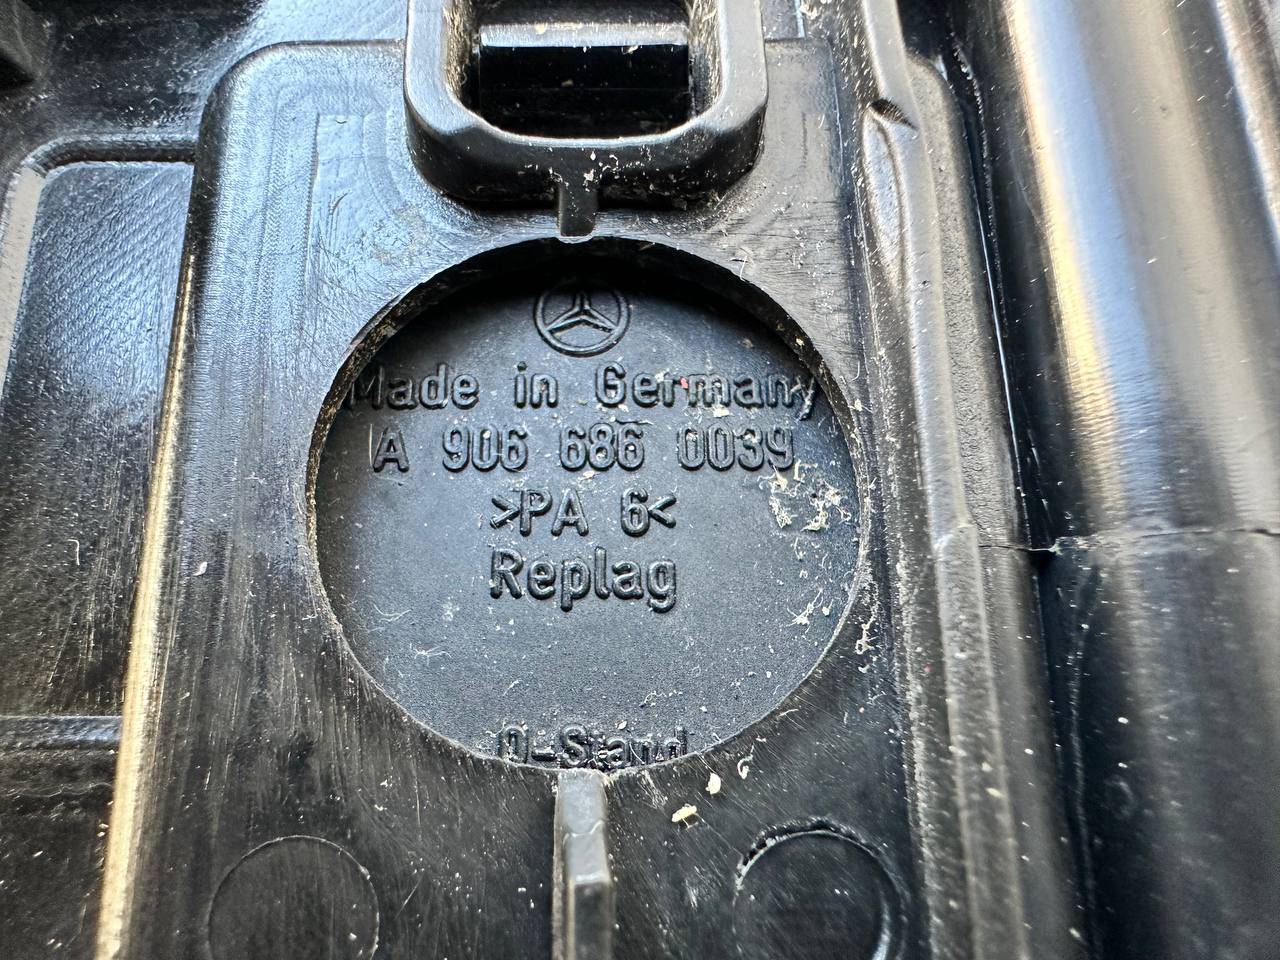 Made in Germany
A 906 686 0039
>PA 6<
Replag
0-Stand